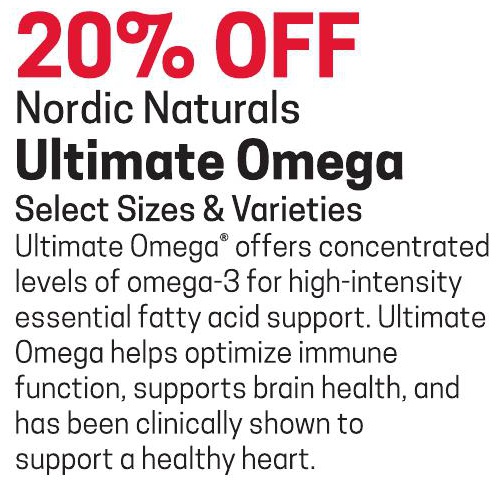 20% OFF
Nordic Naturals
Ultimate Omega
Select Sizes & Varieties
Ultimate Omega® offers concentrated
levels of omega-3 for high-intensity
essential fatty acid support. Ultimate
Omega helps optimize immune
function, supports brain health, and
has been clinically shown to
support a healthy heart.